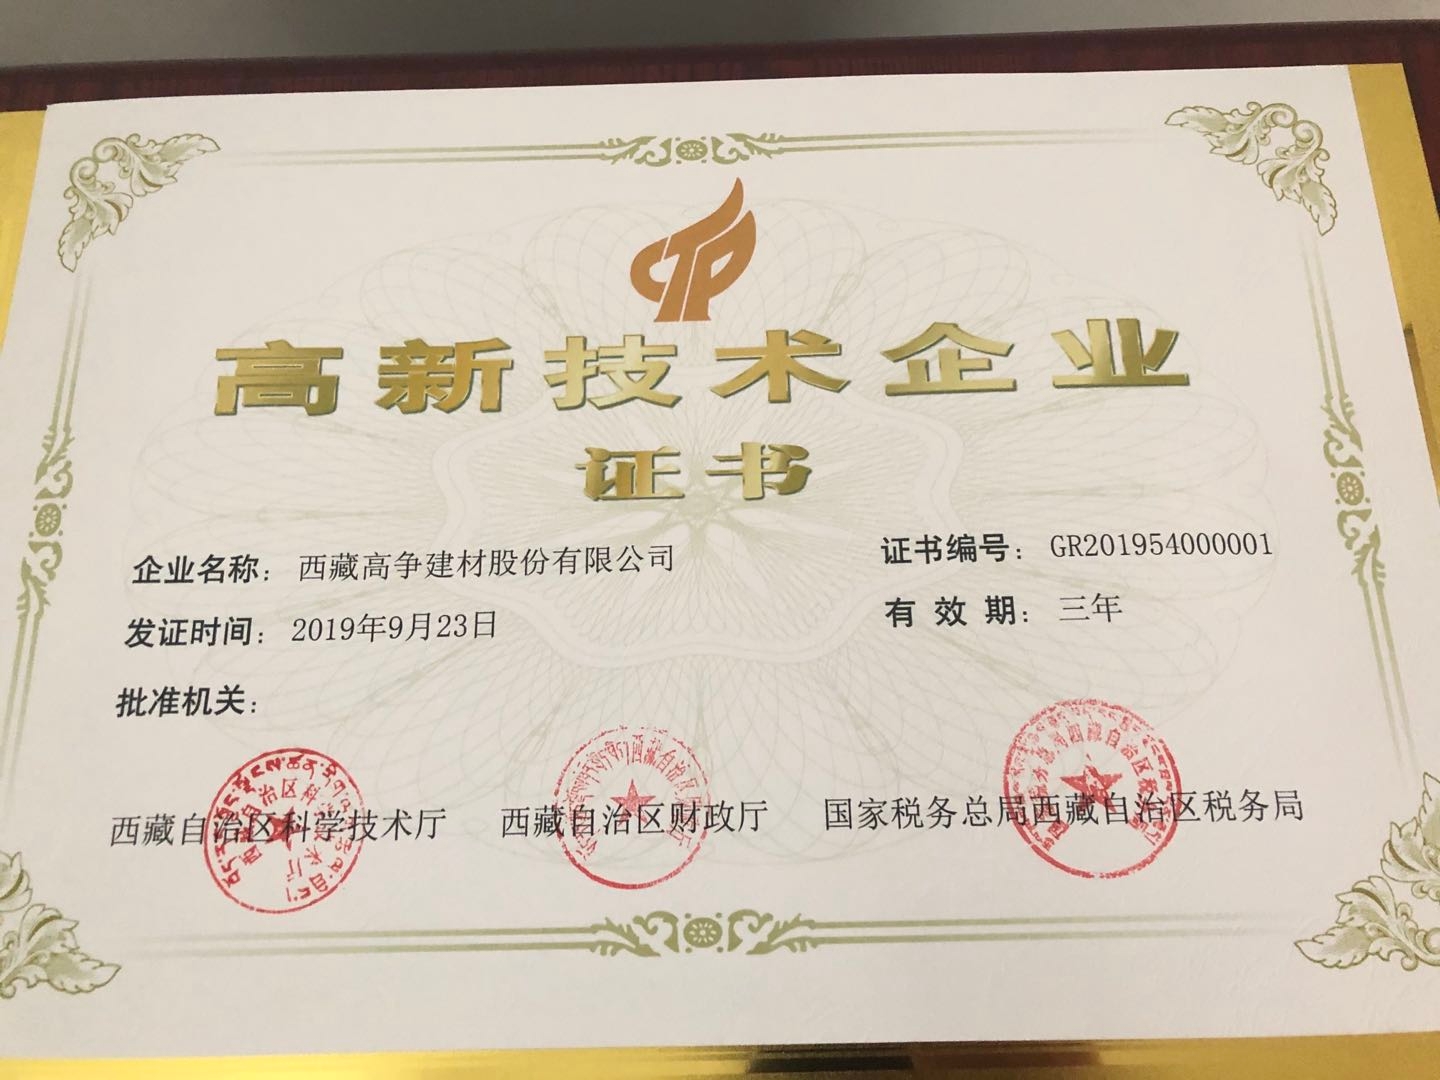 CTP
高新技术企业
证书
企业名称：西藏高争建材股份有限公司
证书编号：GR201954000001
发证时间：2019年9月23日
有效期：三年
批准机关：
西藏自治区科学技术厅
西藏自治区财政厅
国家税务总局西藏自治区税务局